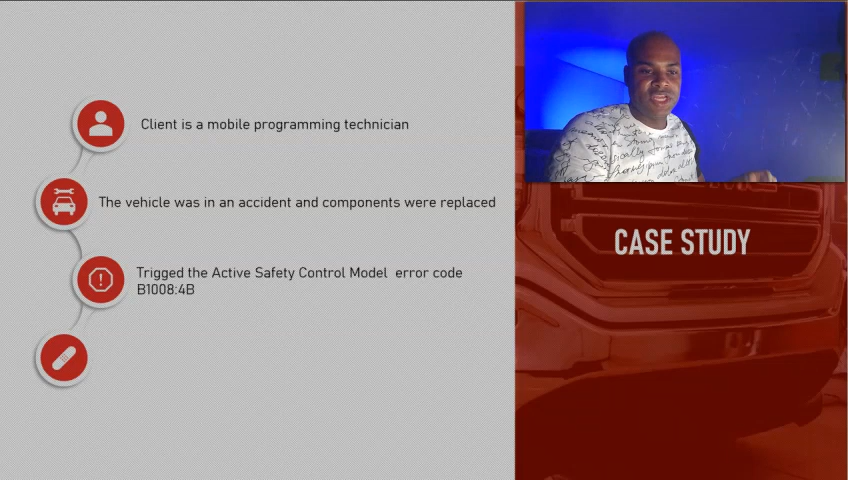 Client is a mobile programming technician
The vehicle was in an accident and components were replaced
Trigged the Active Safety Control Model  error code
B1008:4B
CASE STUDY